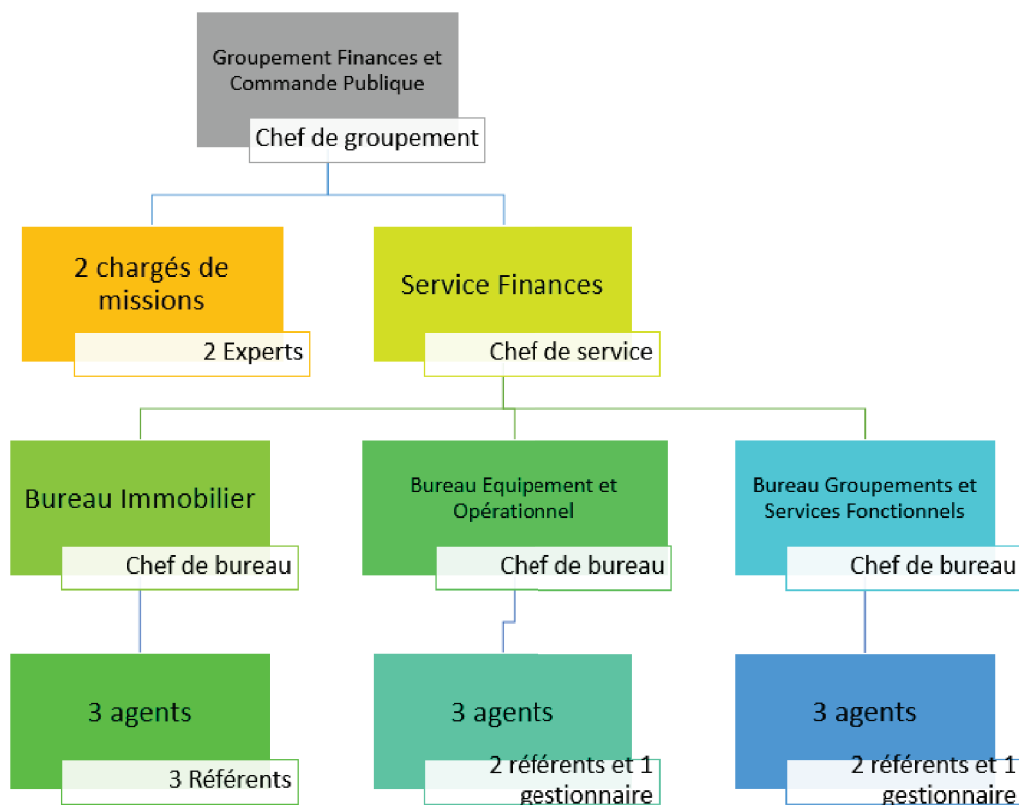 Groupement Finances et
Commande Publique
Chef de groupement
2 chargés de
missions
2 Experts
Service Finances
Chef de service
Bureau Immobilier
Chef de bureau
Bureau Equipement et
Opérationnel
Chef de bureau
Bureau Groupements et
Services Fonctionnels
Chef de bureau
3 agents
3 Référents
3 agents
2 référents et 1
gestionnaire
3 agents
2 référents et 1
gestionnaire